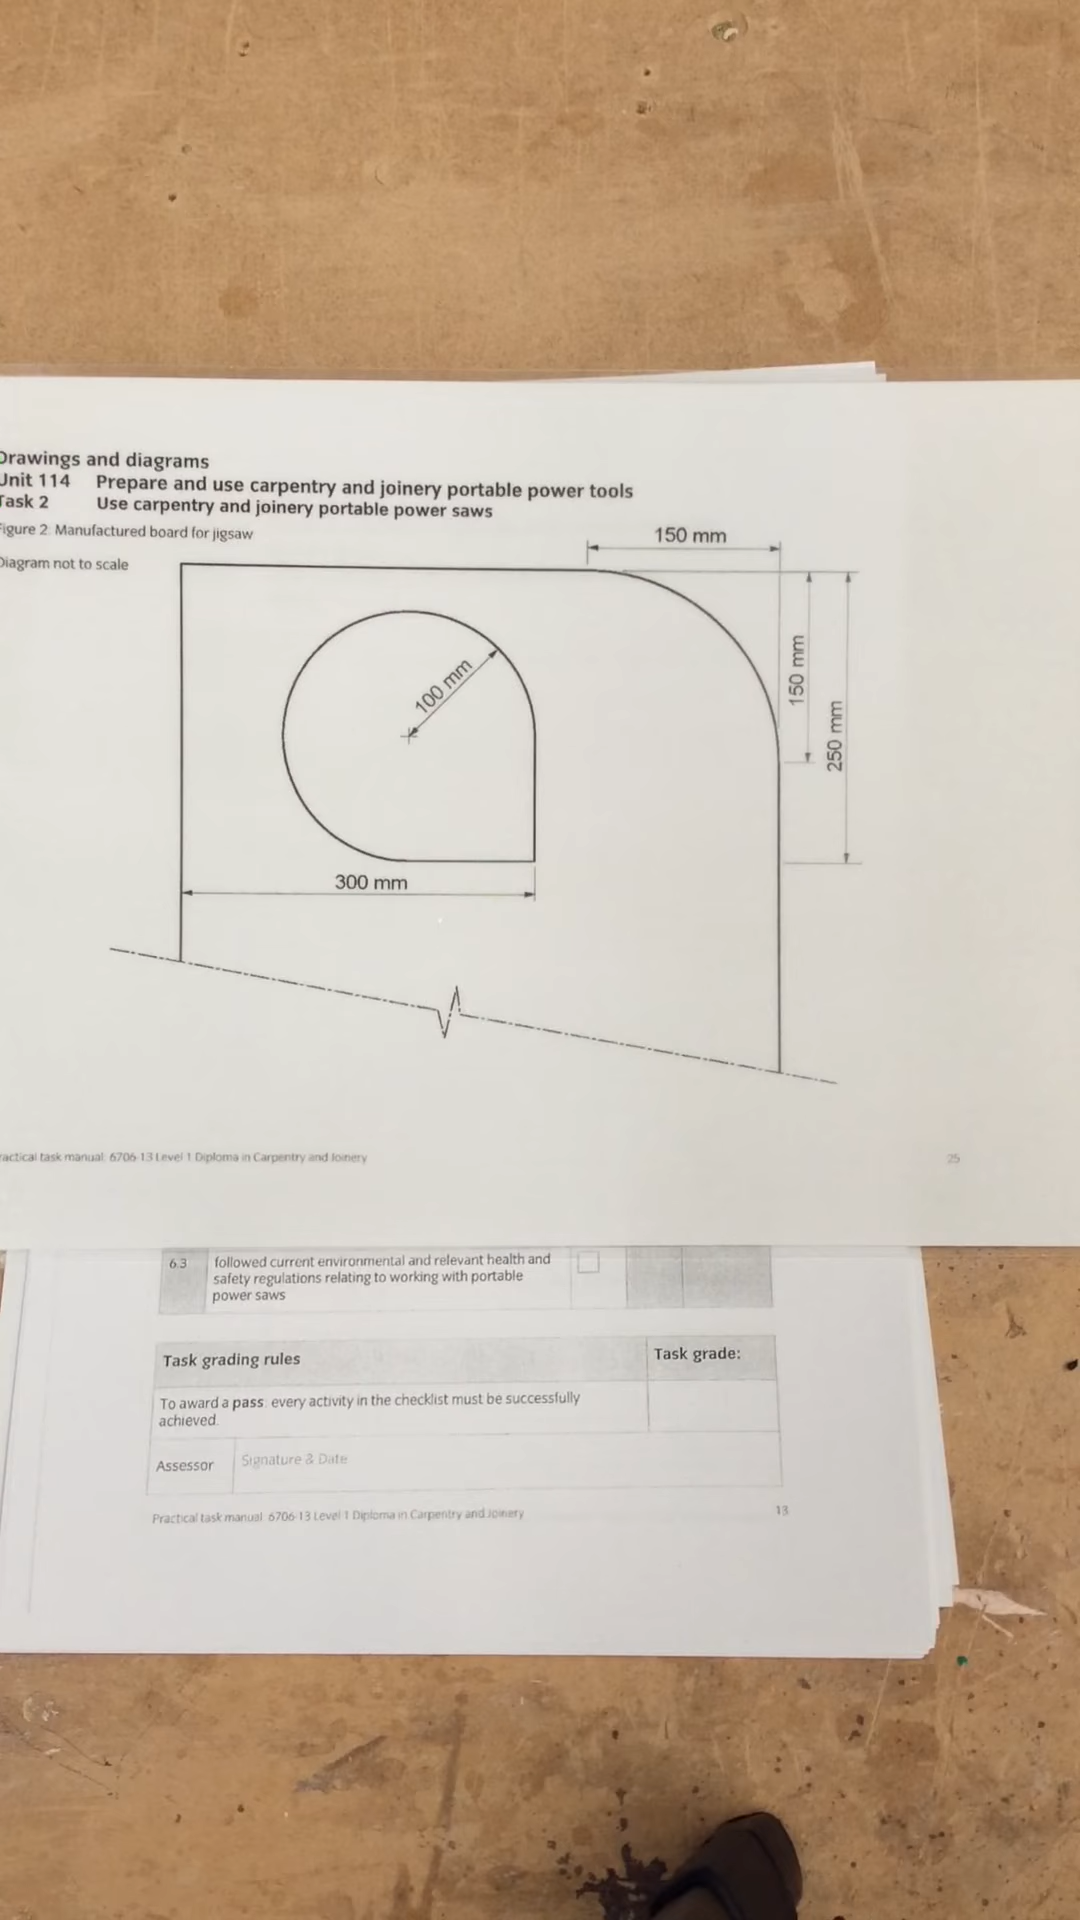 Drawings and diagrams
Unit 114 Prepare and use carpentry and joinery portable power tools
Task 2 Use carpentry and joinery portable power saws
Figure 2 Manufactured board for jigsaw
150 mm
Diagram not to scale
100 mm
150 mm
250 mm
300 mm
Practical task manual: 6706-13 Level 1 Diploma in Carpentry and Joinery
25
6.3 followed current environmental and relevant health and
safety regulations relating to working with portable
power saws
Task grading rules
Task grade:
To award a pass, every activity in the checklist must be successfully
achieved.
Assessor
Signature & Date
Practical task manual 6706-13 Level 1 Diploma in Carpentry and Joinery
13